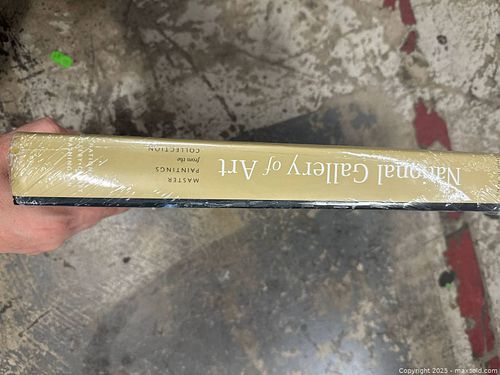 National Gallery of Art
MASTER
PAINTINGS
from the
COLLECTION
Copyright 2025 - maxsold.com